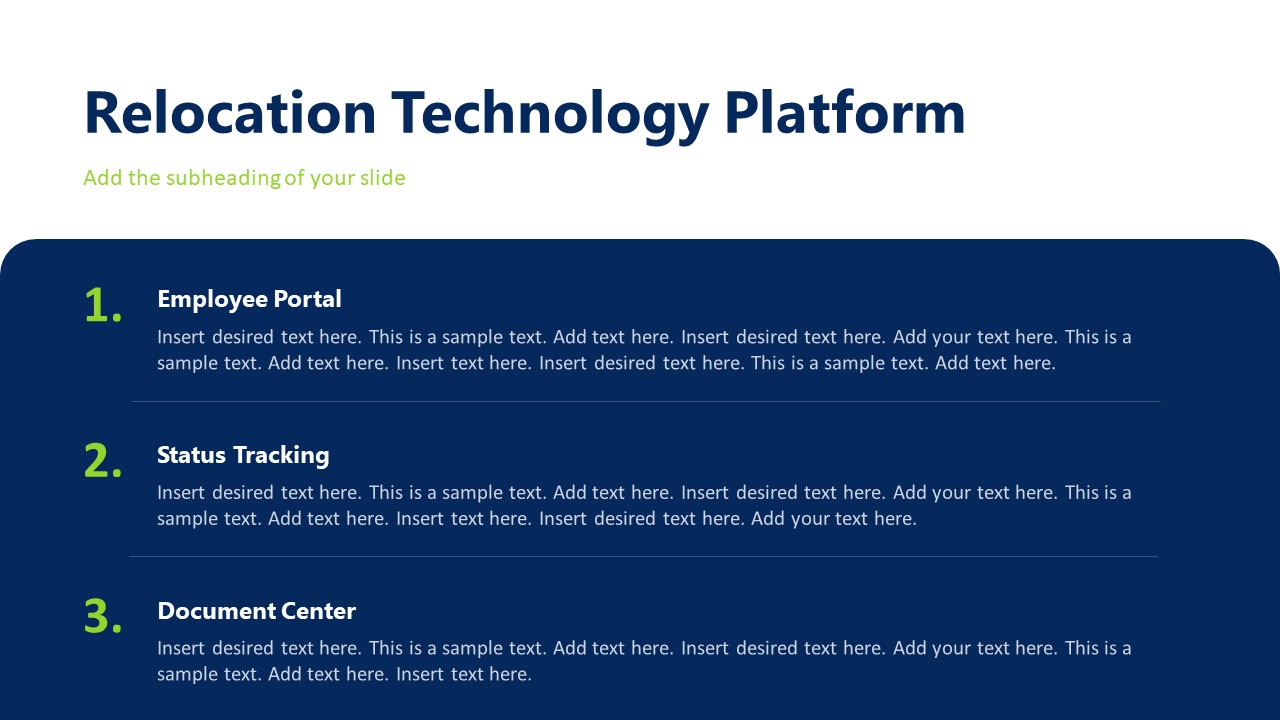 Relocation Technology Platform
Add the subheading of your slide
1.
Employee Portal
Insert desired text here. This is a sample text. Add text here. Insert desired text here. Add your text here. This is a
sample text. Add text here. Insert text here. Insert desired text here. This is a sample text. Add text here.
2.
Status Tracking
Insert desired text here. This is a sample text. Add text here. Insert desired text here. Add your text here. This is a
sample text. Add text here. Insert text here. Insert desired text here. Add your text here.
3.
Document Center
Insert desired text here. This is a sample text. Add text here. Insert desired text here. Add your text here. This is a
sample text. Add text here. Insert text here.